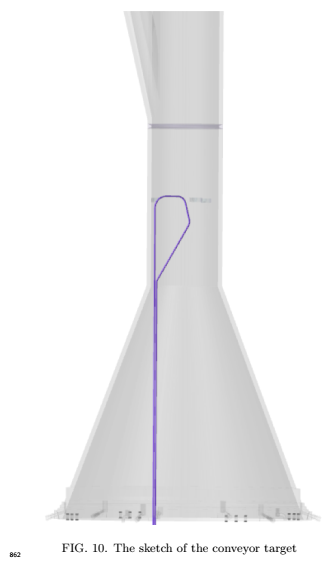 862
FIG. 10. The sketch of the conveyor target